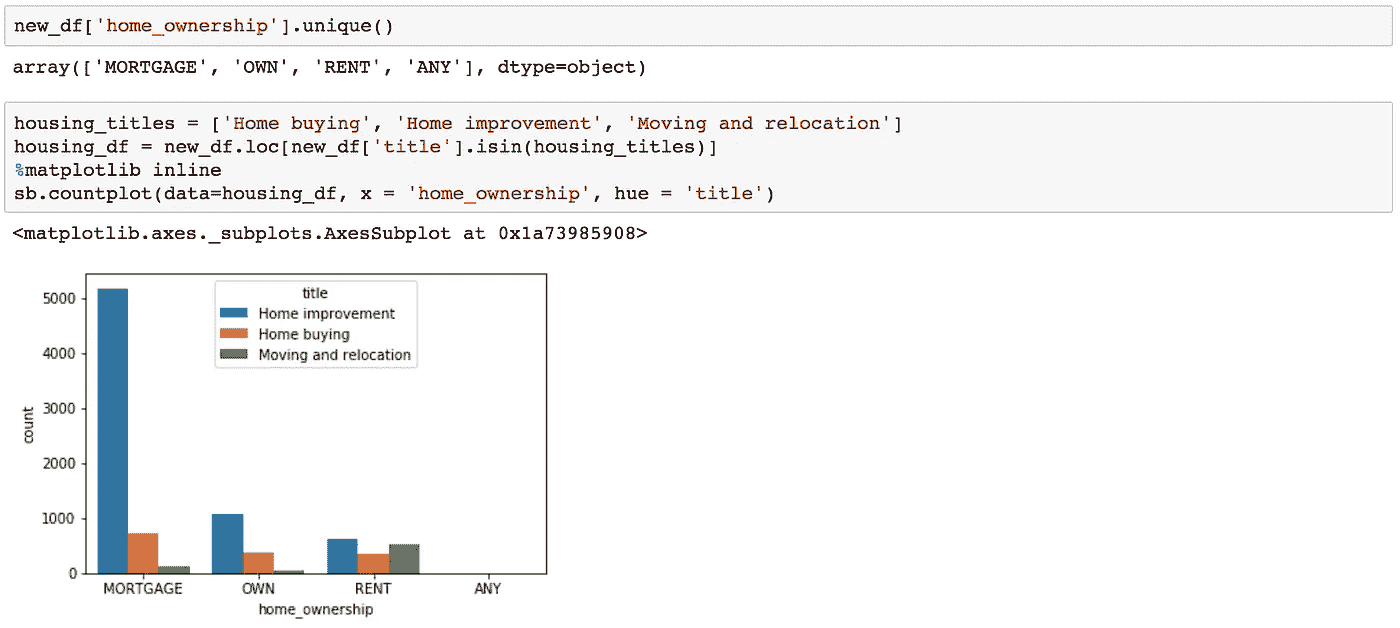 new_df['home_ownership'].unique()
array(['MORTGAGE', 'OWN', 'RENT', 'ANY'], dtype=object)
housing_titles = ['Home buying', 'Home improvement', 'Moving and relocation']
housing_df = new_df.loc[new_df['title'].isin(housing_titles)]
%matplotlib inline
sb.countplot(data=housing_df, x = 'home_ownership', hue = 'title')
<matplotlib.axes._subplots.AxesSubplot at 0x1a73985908>
title
Home improvement
Home buying
Moving and relocation
5000
4000
3000
2000
1000
0
count
MORTGAGE OWN RENT ANY
home_ownership